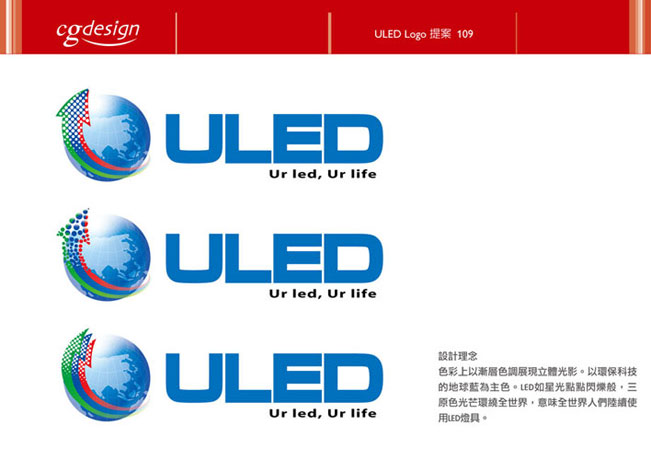 cgdesign
ULED Logo 提案 109
ULED
Ur led, Ur life
ULED
Ur led, Ur life
ULED
Ur led, Ur life
設計理念
色彩上以漸層色調展現立體光影。以環保科技
的地球藍為主色。LED如星光點點閃爍般，三
原色光芒環繞全世界，意味全世界人們陸續使
用LED燈具。